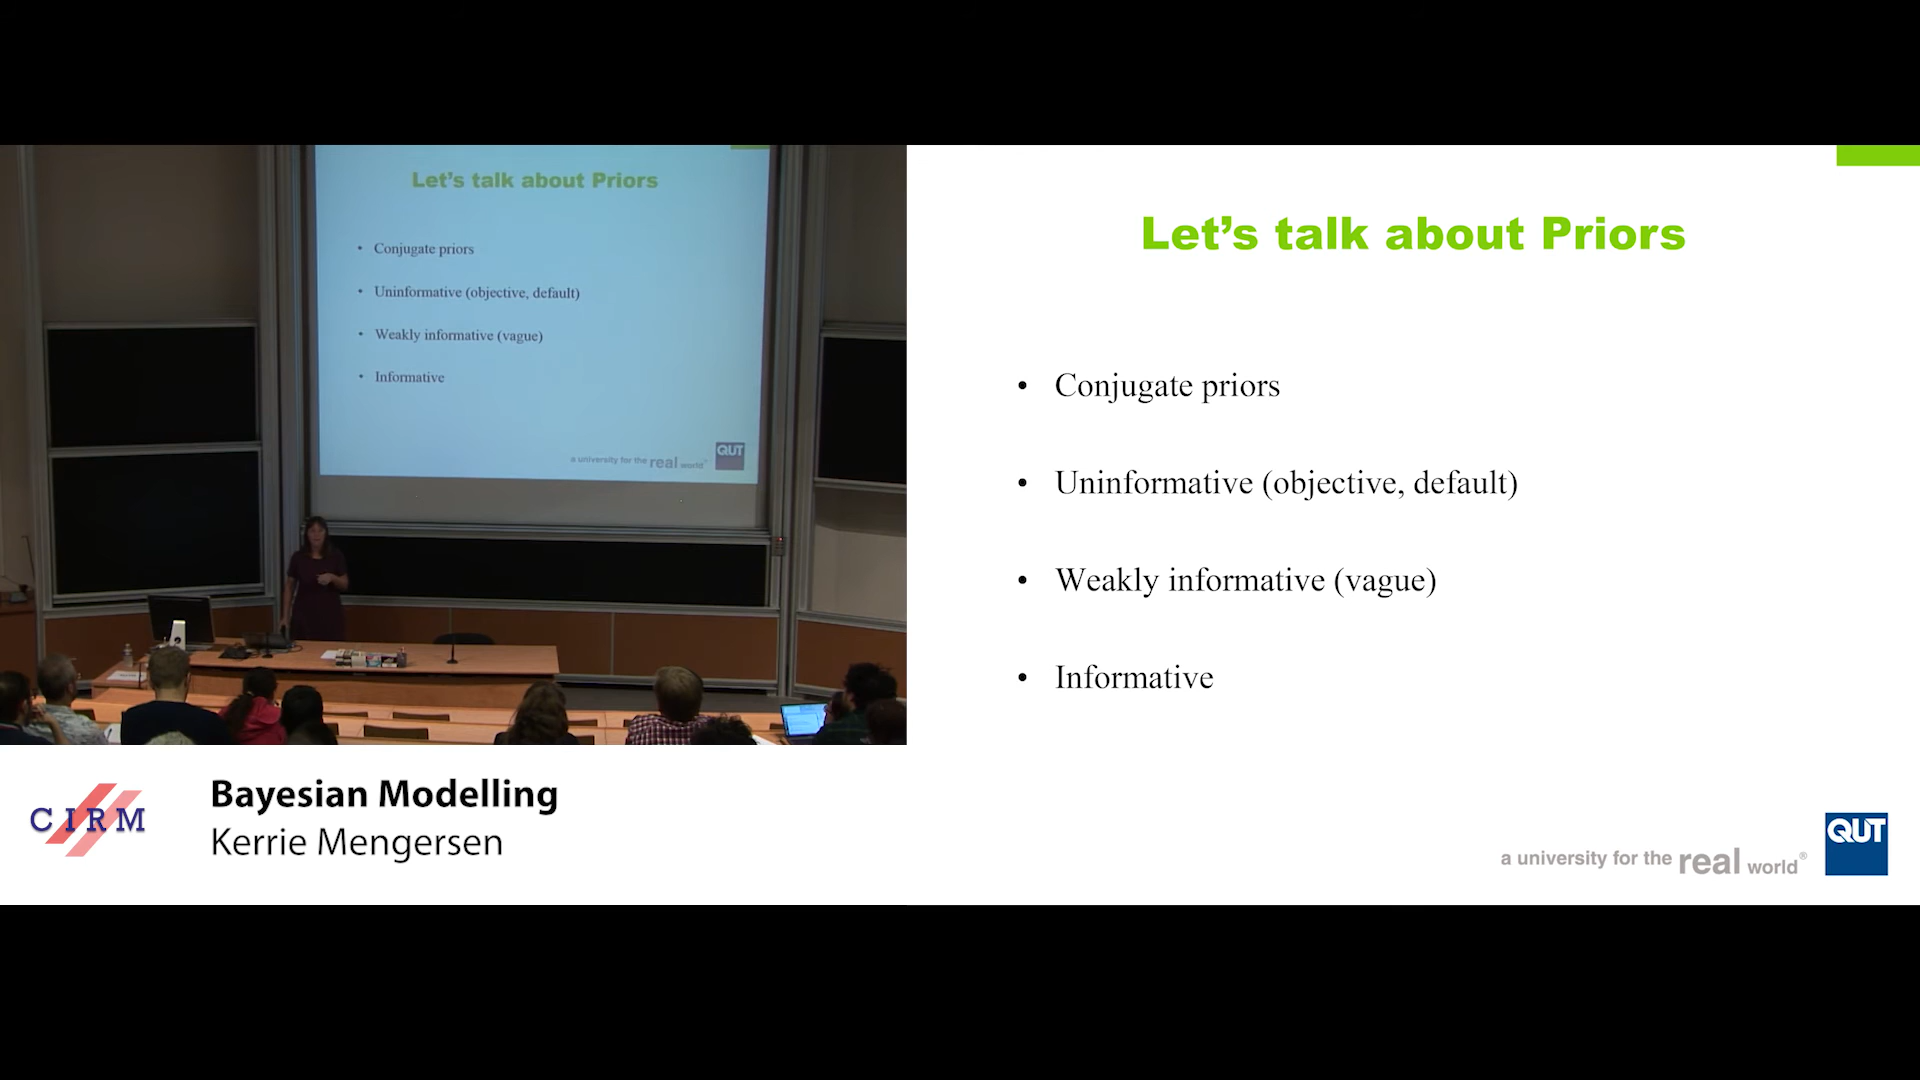 Let's talk about Priors
• Conjugate priors
• Uninformative (objective, default)
• Weakly informative (vague)
• Informative
a university for the real world
QUT
Let's talk about Priors
• Conjugate priors
• Uninformative (objective, default)
• Weakly informative (vague)
• Informative
a university for the real world®
QUT
CIRM
Bayesian Modelling
Kerrie Mengersen